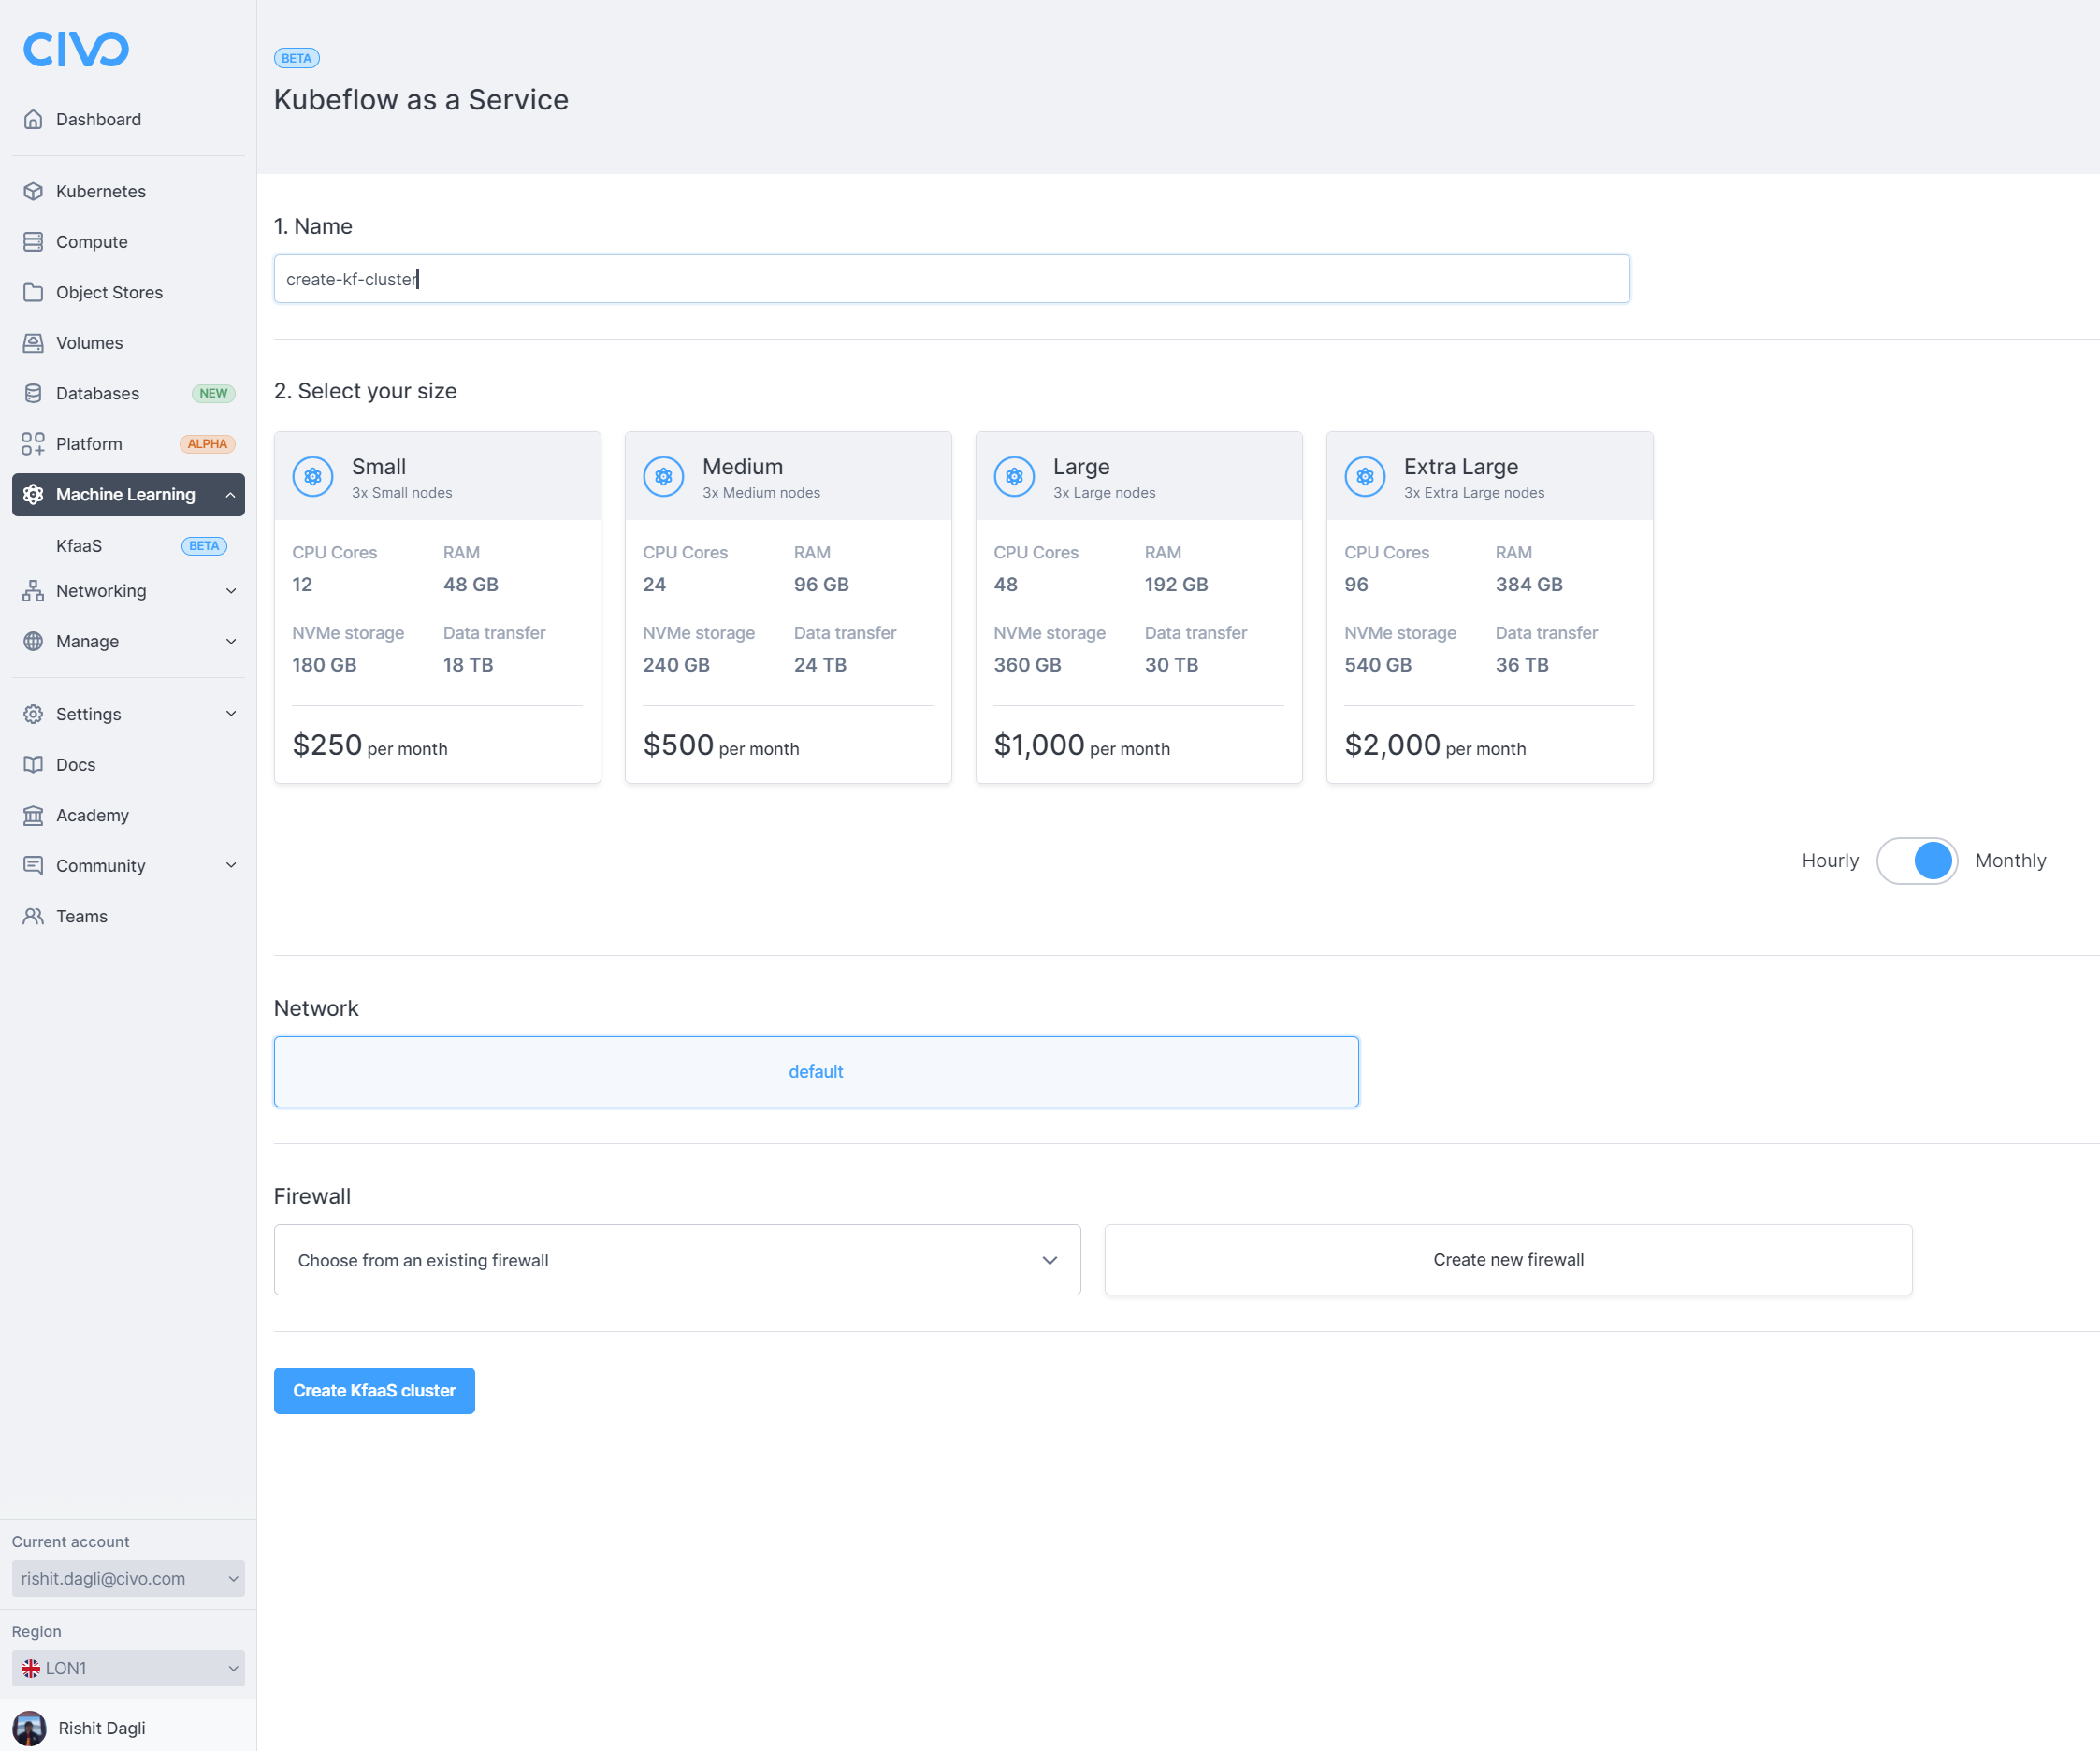 CIVO
Dashboard
Kubernetes
Compute
Object Stores
Volumes
Databases NEW
Platform ALPHA
Machine Learning
KfaaS BETA
Networking
Manage
Settings
Docs
Academy
Community
Teams
Current account
rishit.dagli@civo.com
Region
LON1
Rishit Dagli
BETA
Kubeflow as a Service
1. Name
create-kf-cluster
2. Select your size
Small
3x Small nodes
CPU Cores RAM
12 48 GB
NVMe storage Data transfer
180 GB 18 TB
$250 per month
Medium
3x Medium nodes
CPU Cores RAM
24 96 GB
NVMe storage Data transfer
240 GB 24 TB
$500 per month
Large
3x Large nodes
CPU Cores RAM
48 192 GB
NVMe storage Data transfer
360 GB 30 TB
$1,000 per month
Extra Large
3x Extra Large nodes
CPU Cores RAM
96 384 GB
NVMe storage Data transfer
540 GB 36 TB
$2,000 per month
Hourly Monthly
Network
default
Firewall
Choose from an existing firewall
Create new firewall
Create KfaaS cluster